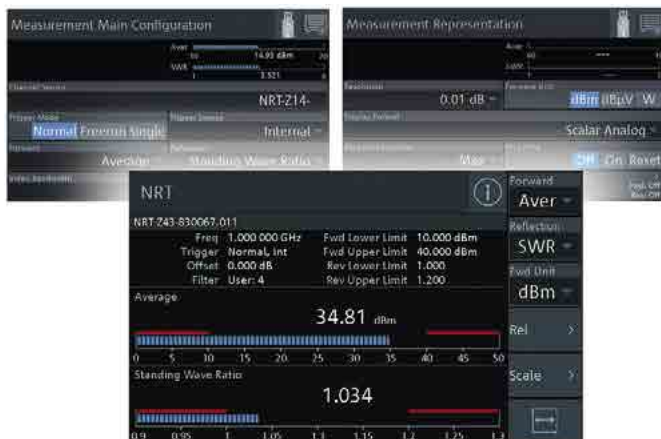 Measurement Main Configuration
Aver
14.93 dBm
SWR
NRT-Z14-
Normal Freerun Single
Internal
Average
Standing Wave Ratio
Measurement Representation
0.01 dB
dBm dBµV W
Scalar Analog
Max
Off On Reset
NRT
NRT-Z43-830067.011
Freq 1.000 000 GHz Fwd Lower Limit 10.000 dBm
Trigger Normal, Int Fwd Upper Limit 40.000 dBm
Offset 0.000 dB Rev Lower Limit 1.000
Filter User: 4 Rev Upper Limit 1.200
Average
34.81 dBm
0 5 10 15 20 25 30 35 40 45 50
Standing Wave Ratio
1.034
0.9 0.95 1 1.05 1.1 1.15 1.2 1.25 1.3
Forward
Aver
Reflection
SWR
Fwd Unit
dBm
Rel
Scale